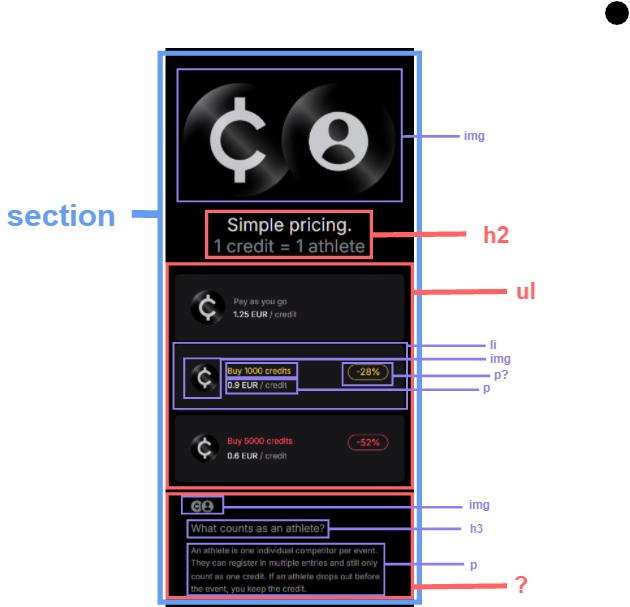 img
section
Simple pricing.
1 credit = 1 athlete
h2
ul
Pay as you go
1.25 EUR / credit
li
img
Buy 1000 credits
-28%
p?
0.9 EUR / credit
p
Buy 5000 credits
-52%
0.6 EUR / credit
img
What counts as an athlete?
h3
An athlete is one individual competitor per event.
They can register in multiple entries and still only
count as one credit. If an athlete drops out before
the event, you keep the credit.
p
?